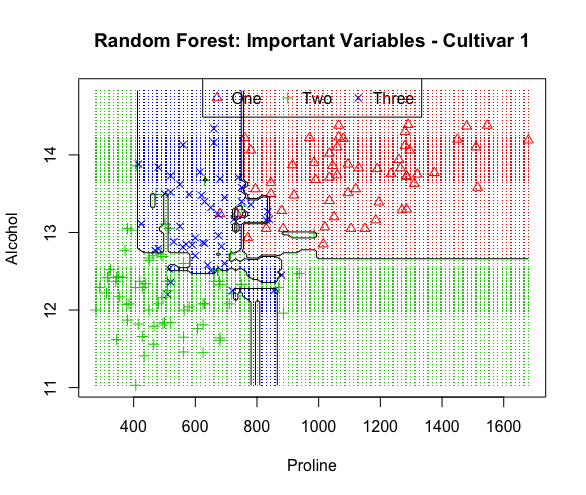 Random Forest: Important Variables - Cultivar 1
One Two Three
Alcohol
14
13
12
11
400 600 800 1000 1200 1400 1600
Proline